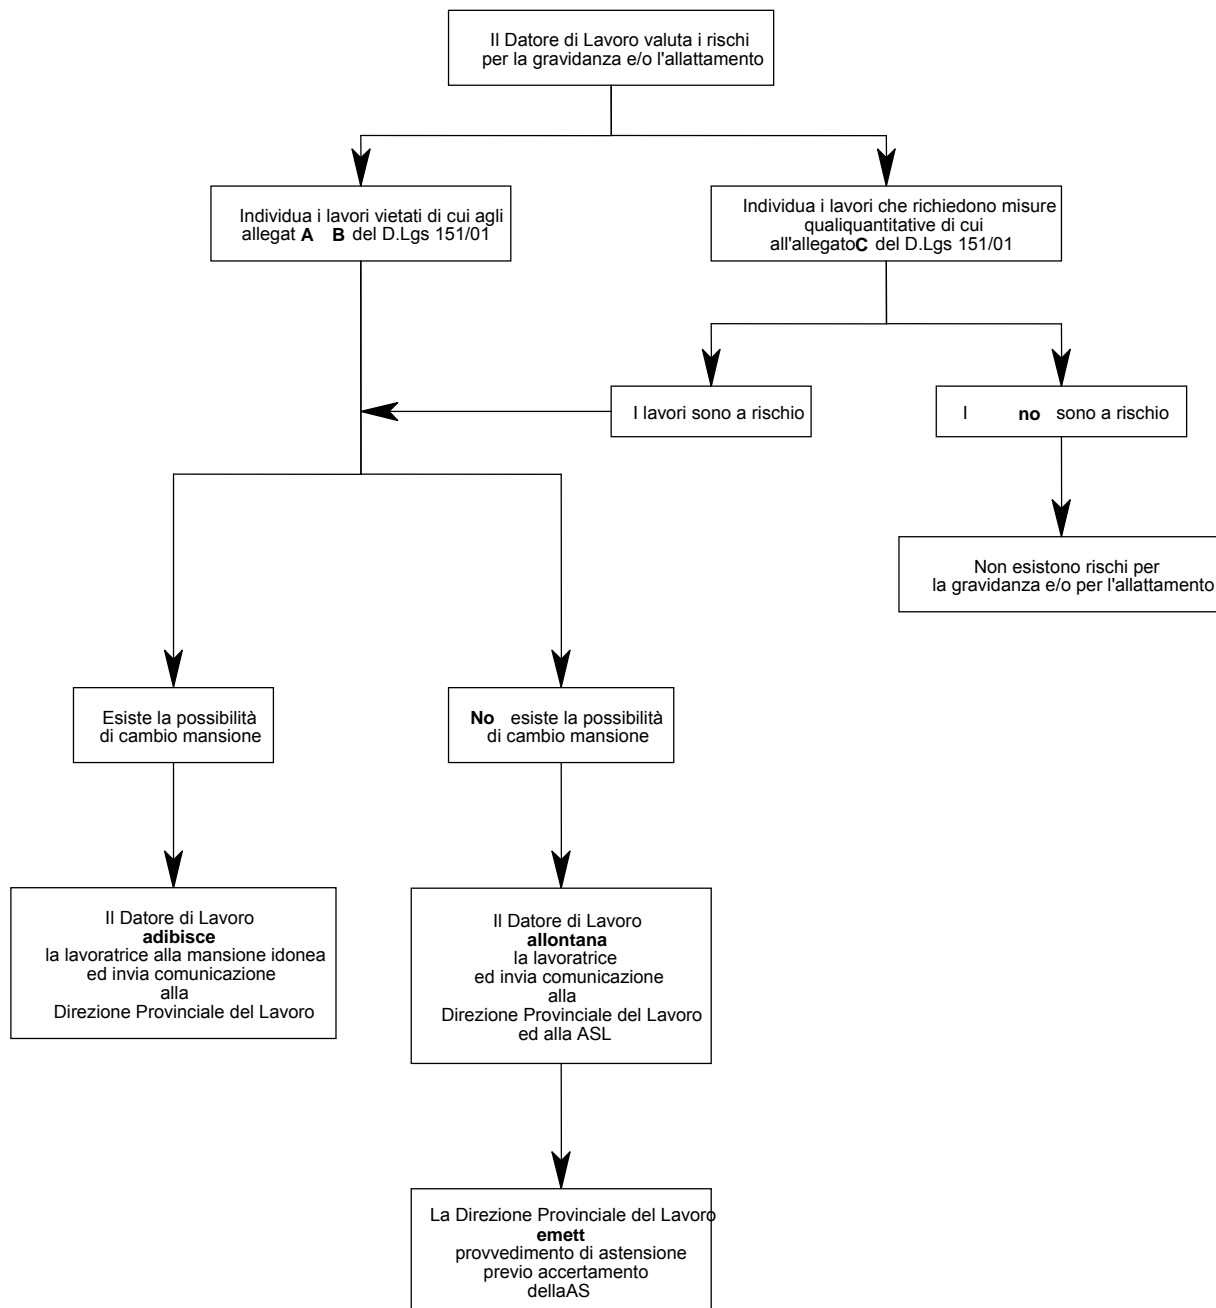 Il Datore di Lavoro valuta i rischi
per la gravidanza e/o l'allattamento
Individua i lavori vietati di cui agli
allegat A B del D.Lgs 151/01
Individua i lavori che richiedono misure
qualiquantitative di cui
all'allegatoC del D.Lgs 151/01
I lavori sono a rischio
I no sono a rischio
Non esistono rischi per
la gravidanza e/o per l'allattamento
Esiste la possibilità
di cambio mansione
No esiste la possibilità
di cambio mansione
Il Datore di Lavoro
adibisce
la lavoratrice alla mansione idonea
ed invia comunicazione
alla
Direzione Provinciale del Lavoro
Il Datore di Lavoro
allontana
la lavoratrice
ed invia comunicazione
alla
Direzione Provinciale del Lavoro
ed alla ASL
La Direzione Provinciale del Lavoro
emett
provvedimento di astensione
previo accertamento
dellaAS